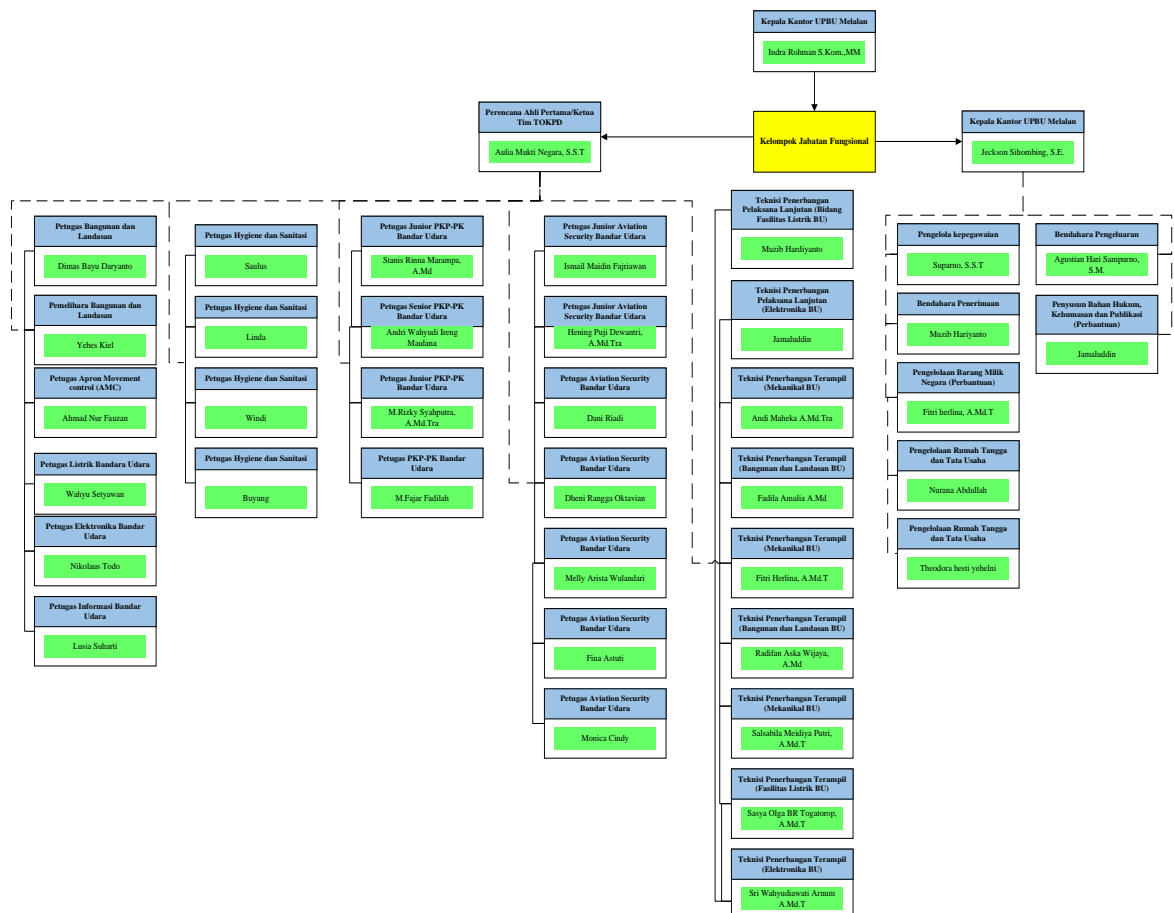 Kepala Kantor UPBU Melalan
Indra Rohman S.Kom.,MM
Perencana Ahli Pertama/Ketua
Tim TOKPD
Aulia Mukti Negara, S.S.T
Kelompok Jabatan Fungsional
Kepala Kantor UPBU Melalan
Jeckson Sihombing, S.E.
Petugas Bangunan dan
Landasan
Dimas Bayu Daryanto
Pemelihara Bangunan dan
Landasan
Yehes Kiel
Petugas Apron Movement
control (AMC)
Ahmad Nur Fauzan
Petugas Listrik Bandara Udara
Wahyu Setyawan
Petugas Elektronika Bandar
Udara
Nikolaus Todo
Petugas Informasi Bandar
Udara
Lusia Suharti
Petugas Hygiene dan Sanitasi
Saulus
Petugas Hygiene dan Sanitasi
Linda
Petugas Hygiene dan Sanitasi
Windi
Petugas Hygiene dan Sanitasi
Buyung
Petugas Junior PKP-PK
Bandar Udara
Stanis Rinna Marampa,
A.Md
Petugas Senior PKP-PK
Bandar Udara
Andri Wahyudi Ireng
Maulana
Petugas Junior PKP-PK
Bandar Udara
M.Rizky Syahputra,
A.Md.Tra
Petugas PKP-PK Bandar
Udara
M.Fajar Fadilah
Petugas Junior Aviation
Security Bandar Udara
Ismail Maidin Fajriawan
Petugas Junior Aviation
Security Bandar Udara
Hening Puji Dewantri,
A.Md.Tra
Petugas Aviation Security
Bandar Udara
Dani Riadi
Petugas Aviation Security
Bandar Udara
Dheni Rangga Oktavian
Petugas Aviation Security
Bandar Udara
Melly Arista Wulandari
Petugas Aviation Security
Bandar Udara
Fina Astuti
Petugas Aviation Security
Bandar Udara
Monica Cindy
Teknisi Penerbangan
Pelaksana Lanjutan (Bidang
Fasilitas Listrik BU)
Muzib Hardiyanto
Teknisi Penerbangan
Pelaksana Lanjutan
(Elektronika BU)
Jamaluddin
Teknisi Penerbangan Terampil
(Mekanikal BU)
Andi Maheka A.Md.Tra
Teknisi Penerbangan Terampil
(Bangunan dan Landasan BU)
Fadila Amalia A.Md
Teknisi Penerbangan Terampil
(Mekanikal BU)
Fitri Herlina, A.Md.T
Teknisi Penerbangan Terampil
(Bangunan dan Landasan BU)
Radifan Aska Wijaya,
A.Md
Teknisi Penerbangan Terampil
(Mekanikal BU)
Salsabila Meidiya Putri,
A.Md.T
Teknisi Penerbangan Terampil
(Fasilitas Listrik BU)
Sasya Olga BR Togatorop,
A.Md.T
Teknisi Penerbangan Terampil
(Elektronika BU)
Sri Wahyudiawati Arnum
A.Md.T
Pengelola kepegawaian
Suparno, S.S.T
Bendahara Penerimaan
Muzib Hariyanto
Pengelolaan Barang Milik
Negara (Perbantuan)
Fitri herlina, A.Md.T
Pengelolaan Rumah Tangga
dan Tata Usaha
Nurana Abdullah
Pengelolaan Rumah Tangga
dan Tata Usaha
Theodora hesti yehelni
Bendahara Pengeluaran
Agustian Hari Sampurno,
S.M.
Penyusun Bahan Hukum,
Kehumasan dan Publikasi
(Perbantuan)
Jamaluddin